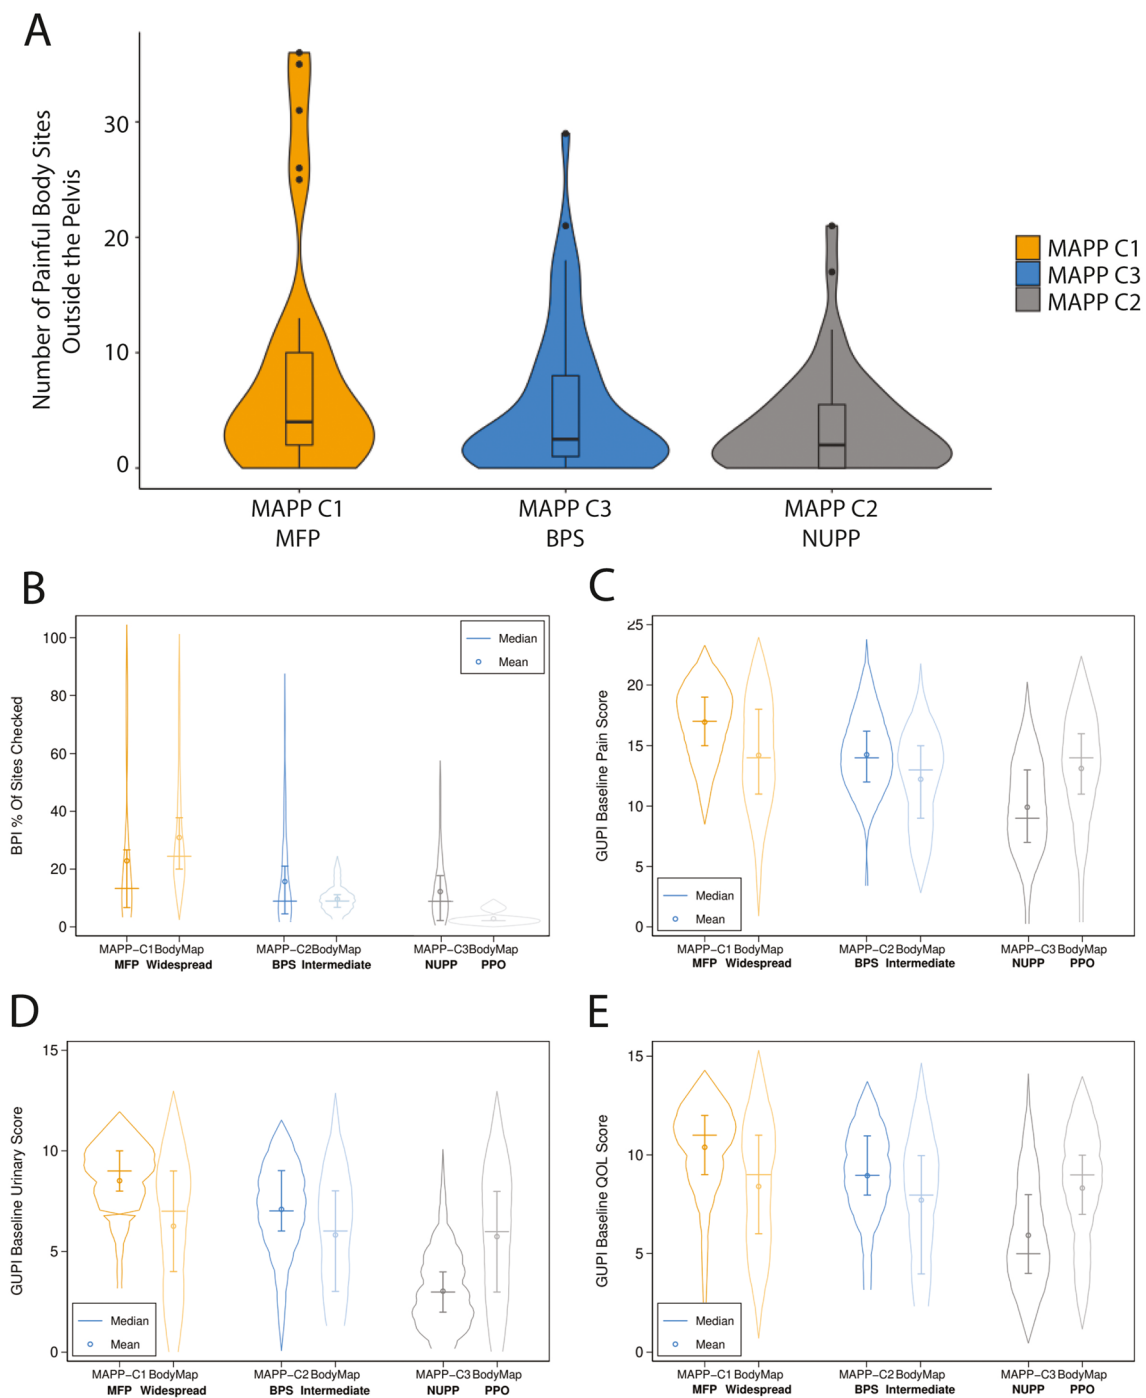 A
Number of Painful Body Sites
Outside the Pelvis
30
20
10
0
MAPP C1
MAPP C3
MAPP C2
MAPP C1
MFP
MAPP C3
BPS
MAPP C2
NUPP
B
BPI % Of Sites Checked
100
80
60
40
20
0
Median
Mean
MAPP−C1 BodyMap
MFP Widespread
MAPP−C2 BodyMap
BPS Intermediate
MAPP−C3 BodyMap
NUPP PPO
C
GUPI Baseline Pain Score
25
20
15
10
5
0
Median
Mean
MAPP−C1 BodyMap
MFP Widespread
MAPP−C2 BodyMap
BPS Intermediate
MAPP−C3 BodyMap
NUPP PPO
D
GUPI Baseline Urinary Score
15
10
5
0
Median
Mean
MAPP−C1 BodyMap
MFP Widespread
MAPP−C2 BodyMap
BPS Intermediate
MAPP−C3 BodyMap
NUPP PPO
E
GUPI Baseline QOL Score
15
10
5
0
Median
Mean
MAPP−C1 BodyMap
MFP Widespread
MAPP−C2 BodyMap
BPS Intermediate
MAPP−C3 BodyMap
NUPP PPO